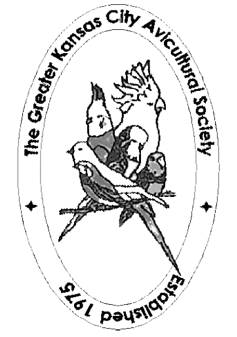 The Greater Kansas City Avicultural Society
Established 1975